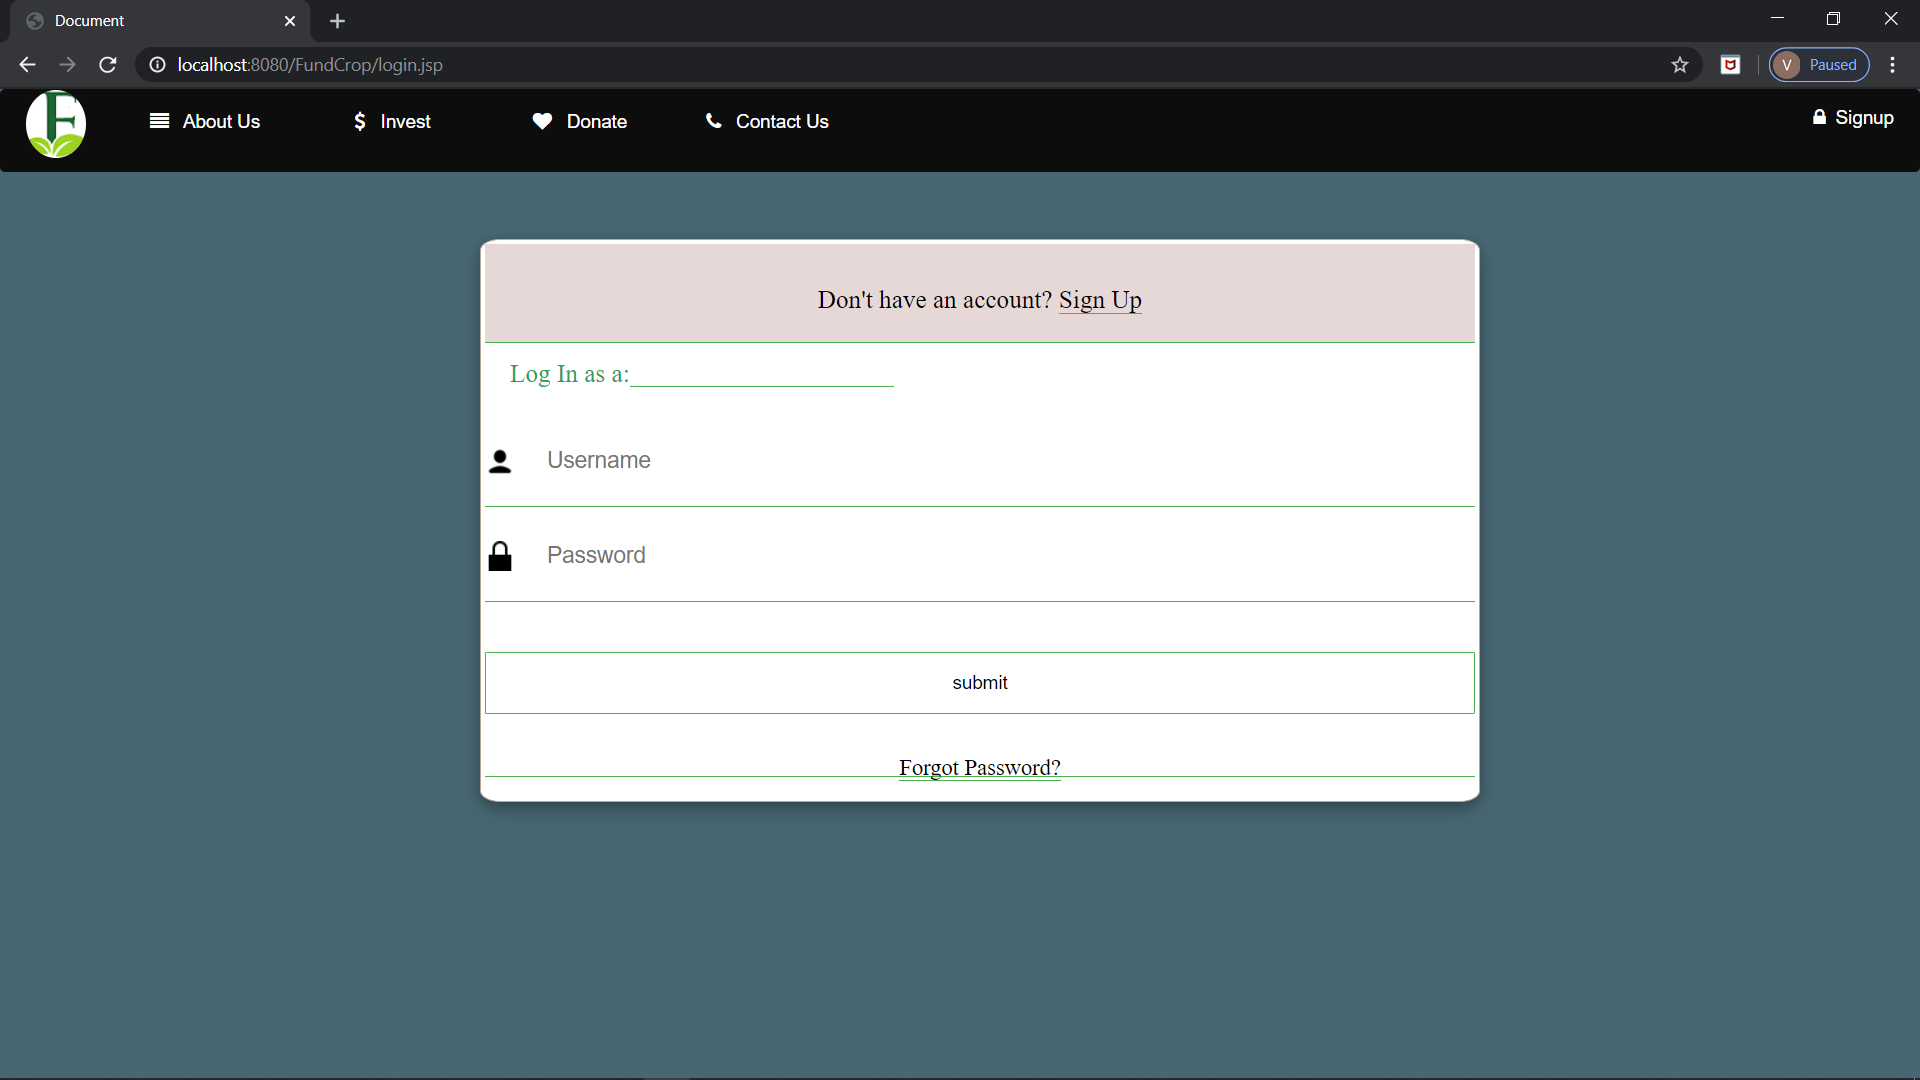 Document
localhost:8080/FundCrop/login.jsp
V Paused
F About Us $ Invest Donate Contact Us Signup
Don't have an account? Sign Up
Log In as a:
Username
Password
submit
Forgot Password?